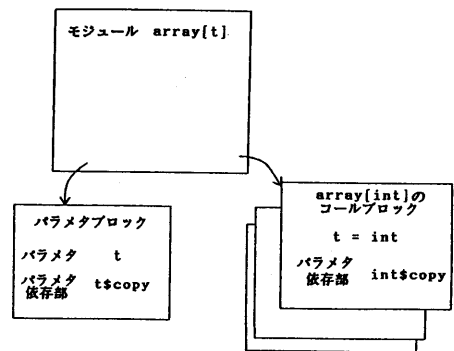 モジュール array[t]
パラメタブロック
パラメタ t
パラメタ
依存部 t$copy
array[int]の
コールブロック
t = int
パラメタ
依存部 int$copy